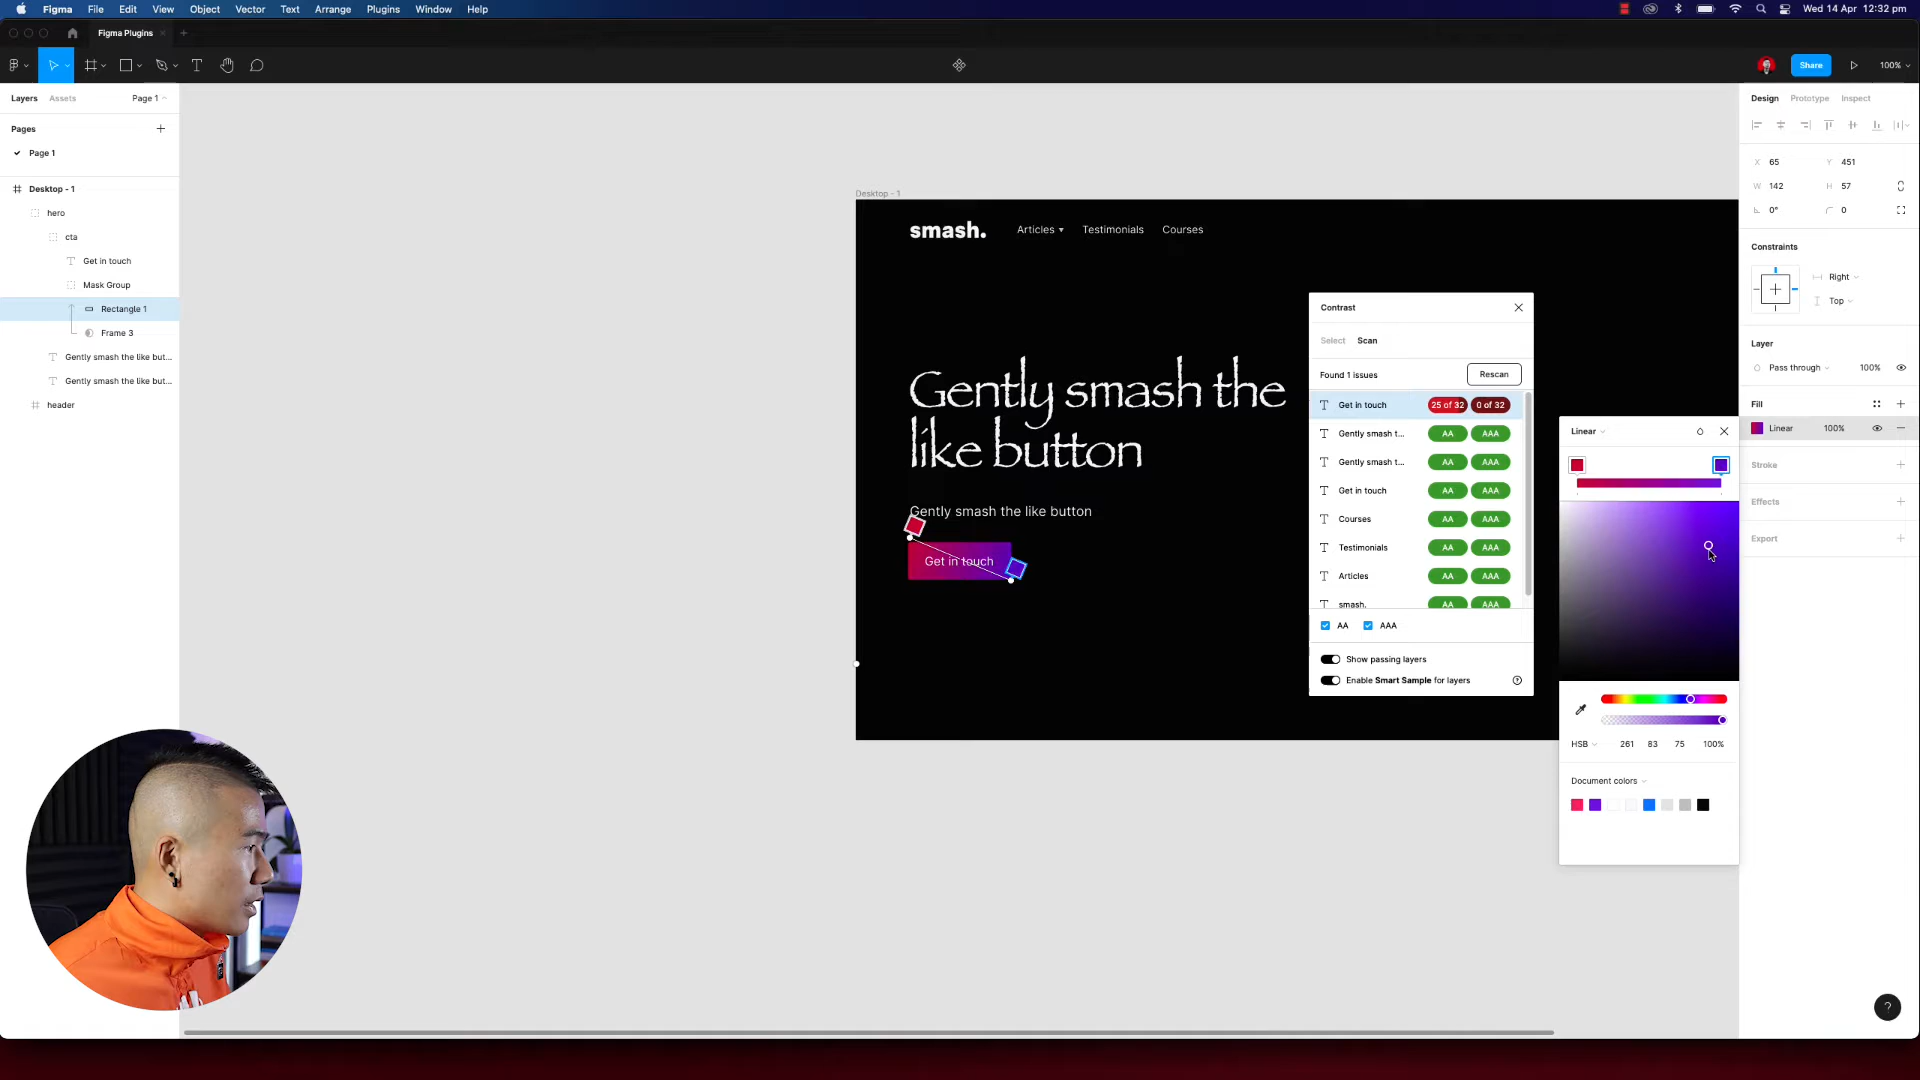 Figma File Edit View Object Vector Text Arrange Plugins Window Help
Wed 14 Apr 12:32 pm
Figma Plugins
Share
100%
Layers Assets Page 1
Pages
Page 1
Desktop - 1
hero
cta
Get in touch
Mask Group
Rectangle 1
Frame 3
Gently smash the like but...
Gently smash the like but...
header
Desktop - 1
smash. Articles Testimonials Courses
Gently smash the
like button
Gently smash the like button
Get in touch
Contrast
Select Scan
Found 1 issues Rescan
Get in touch 25 of 32 0 of 32
Gently smash t... AA AAA
Gently smash t... AA AAA
Get in touch AA AAA
Courses AA AAA
Testimonials AA AAA
Articles AA AAA
smash. AA AAA
AA AAA
Show passing layers
Enable Smart Sample for layers ?
Linear
HSB 261 83 75 100%
Document colors
Design Prototype Inspect
X 65 Y 451
W 142 H 57
0° 0
Constraints
Right
Top
Layer
Pass through 100%
Fill
Linear 100%
Stroke
Effects
Export
?